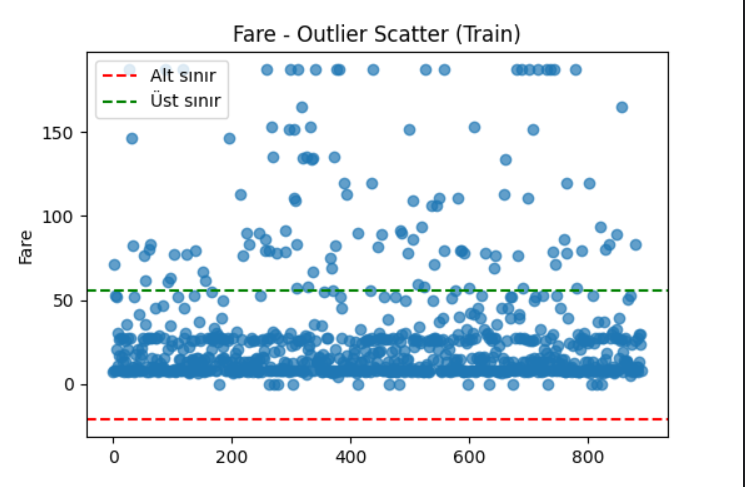 Fare - Outlier Scatter (Train)
Alt sınır
Üst sınır
Fare
150
100
50
0
0 200 400 600 800